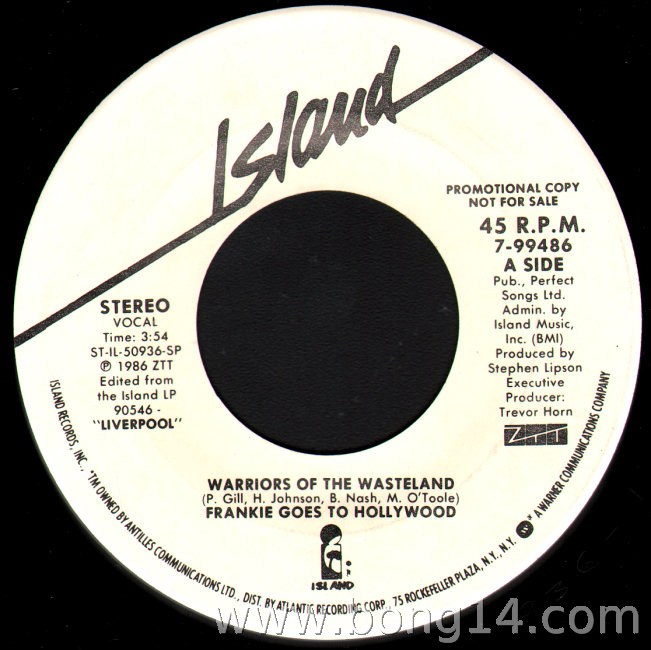 Island
PROMOTIONAL COPY
NOT FOR SALE
45 R.P.M.
7-99486
A SIDE
Pub., Perfect
Songs Ltd.
Admin. by
Island Music,
Inc. (BMI)
Produced by
Stephen Lipson
Executive
Producer:
Trevor Horn
ZTT
STEREO
VOCAL
Time: 3:54
ST-IL-50936-SP
℗ 1986 ZTT
Edited from
the Island LP
90546 -
"LIVERPOOL"
WARRIORS OF THE WASTELAND
(P. Gill, H. Johnson, B. Nash, M. O'Toole)
FRANKIE GOES TO HOLLYWOOD
ISLAND
ISLAND RECORDS, INC., *TM OWNED BY ANTILLES COMMUNICATIONS LTD., DIST. BY ATLANTIC RECORDING CORP., 75 ROCKEFELLER PLAZA, N.Y., N.Y. * A WARNER COMMUNICATIONS COMPANY
www.bong14.com